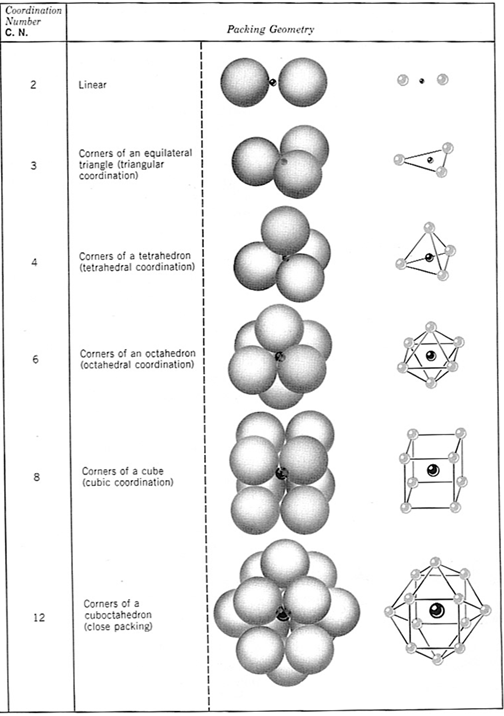 Coordination
Number
C. N.
Packing Geometry
2
Linear
3
Corners of an equilateral
triangle (triangular
coordination)
4
Corners of a tetrahedron
(tetrahedral coordination)
6
Corners of an octahedron
(octahedral coordination)
8
Corners of a cube
(cubic coordination)
12
Corners of a
cuboctahedron
(close packing)